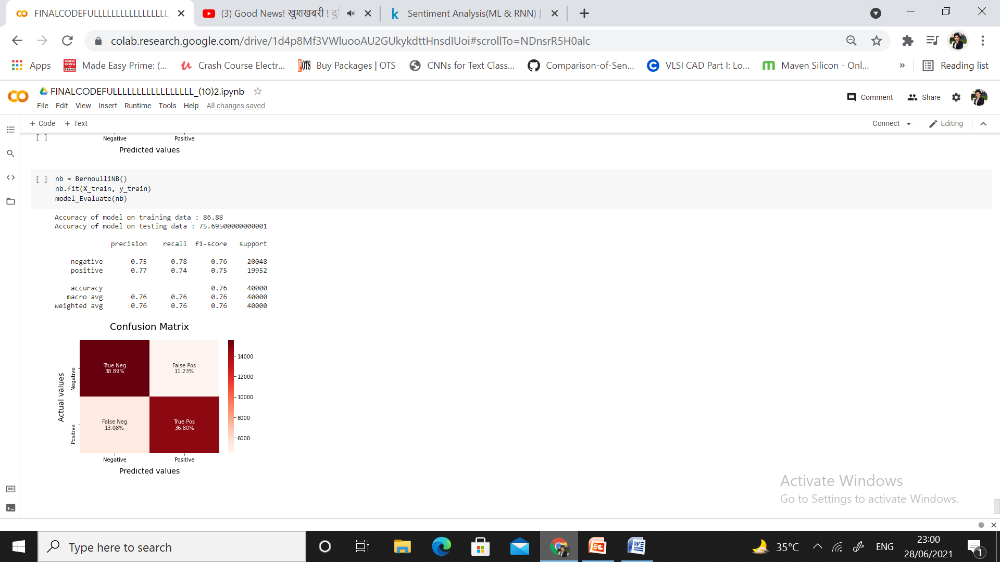 FINALCODEFULLLLLLLLLLLLLLLLL
(3) Good News! खुशखबरी !
Sentiment Analysis(ML & RNN) |
colab.research.google.com/drive/1d4p8Mf3VWluooAU2GUkykdttHnsdIUoi#scrollTo=NDnsrR5H0alc
Apps
MADE EASY PRIME
Made Easy Prime: (...
Crash Course Electr...
OTS
Buy Packages | OTS
CNNs for Text Class...
Comparison-of-Sen...
VLSI CAD Part I: Lo...
Maven Silicon - Onl...
»
Reading list
FINALCODEFULLLLLLLLLLLLLLLLL_(10)2.ipynb
Comment
Share
File Edit View Insert Runtime Tools Help All changes saved
+ Code + Text
Connect
Editing
[ ]
Negative Positive
Predicted values
[ ] nb = BernoulliNB()
nb.fit(X_train, y_train)
model_Evaluate(nb)
Accuracy of model on training data : 86.88
Accuracy of model on testing data : 75.69500000000001
precision recall f1-score support
negative 0.75 0.78 0.76 20048
positive 0.77 0.74 0.75 19952
accuracy 0.76 40000
macro avg 0.76 0.76 0.76 40000
weighted avg 0.76 0.76 0.76 40000
Confusion Matrix
Actual values
Negative
Positive
True Neg
38.89%
False Pos
11.23%
False Neg
13.08%
True Pos
36.80%
14000
12000
10000
8000
6000
Negative Positive
Predicted values
Activate Windows
Go to Settings to activate Windows.
Type here to search
35°C
ENG
23:00
28/06/2021
1